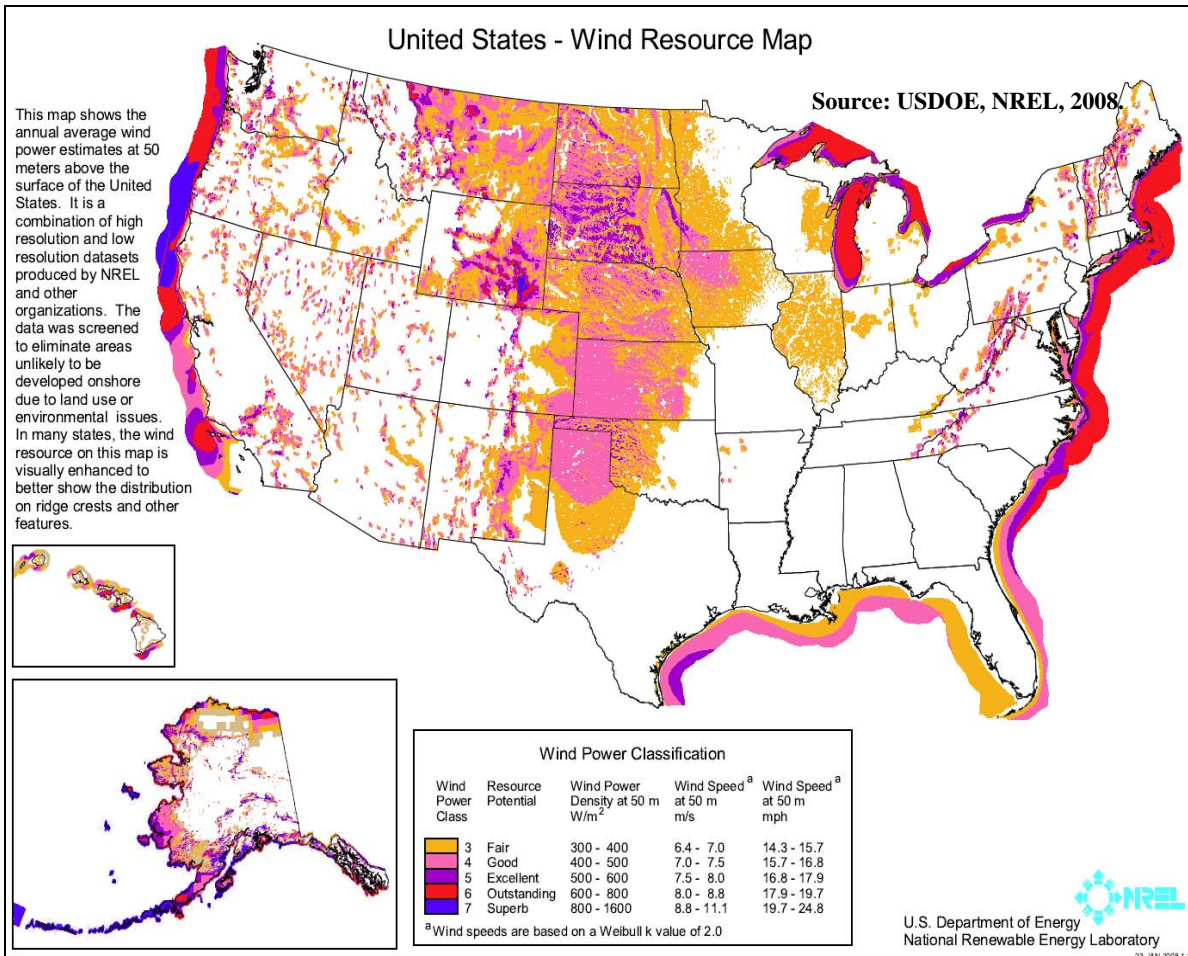 United States - Wind Resource Map
Source: USDOE, NREL, 2008.
This map shows the
annual average wind
power estimates at 50
meters above the
surface of the United
States. It is a
combination of high
resolution and low
resolution datasets
produced by NREL
and other
organizations. The
data was screened
to eliminate areas
unlikely to be
developed onshore
due to land use or
environmental issues.
In many states, the wind
resource on this map is
visually enhanced to
better show the distribution
on ridge crests and other
features.
Wind Power Classification
Wind Resource Wind Power Wind Speed a Wind Speed a
Power Potential Density at 50 m at 50 m at 50 m
Class W/m2 m/s mph
3 Fair 300 - 400 6.4 - 7.0 14.3 - 15.7
4 Good 400 - 500 7.0 - 7.5 15.7 - 16.8
5 Excellent 500 - 600 7.5 - 8.0 16.8 - 17.9
6 Outstanding 600 - 800 8.0 - 8.8 17.9 - 19.7
7 Superb 800 - 1600 8.8 - 11.1 19.7 - 24.8
a Wind speeds are based on a Weibull k value of 2.0
NREL
U.S. Department of Energy
National Renewable Energy Laboratory